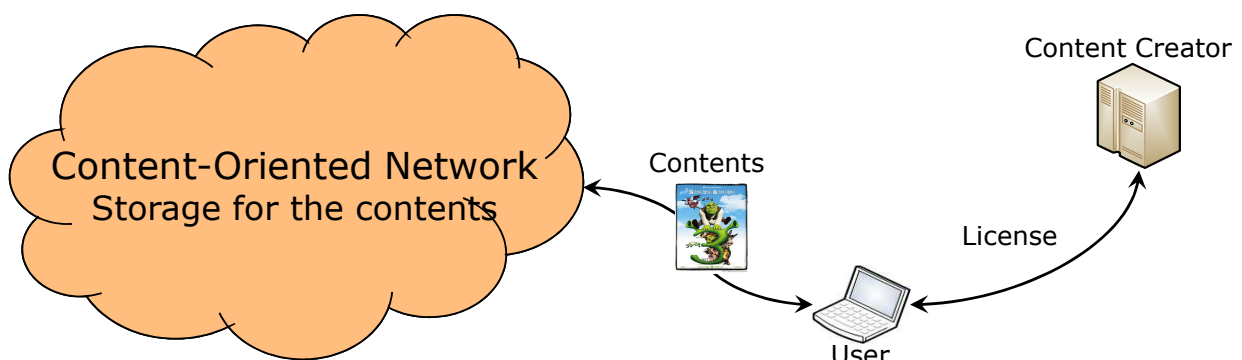 Content Creator
Content-Oriented Network
Storage for the contents
Contents
License
User